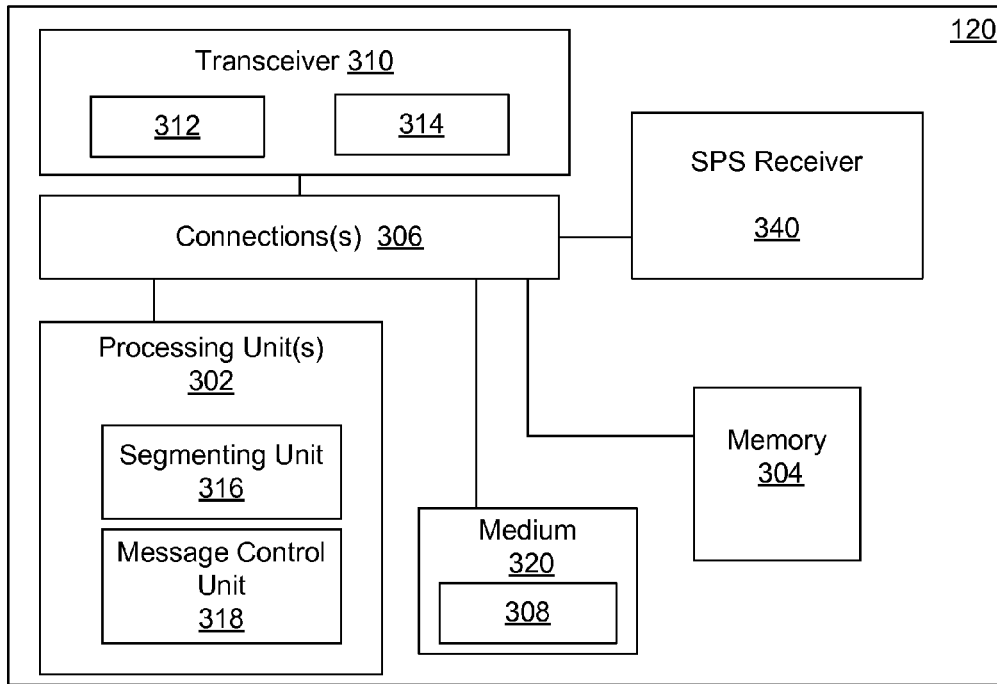 120
Transceiver 310
312
314
SPS Receiver
340
Connections(s) 306
Processing Unit(s)
302
Segmenting Unit
316
Message Control
Unit
318
Medium
320
308
Memory
304